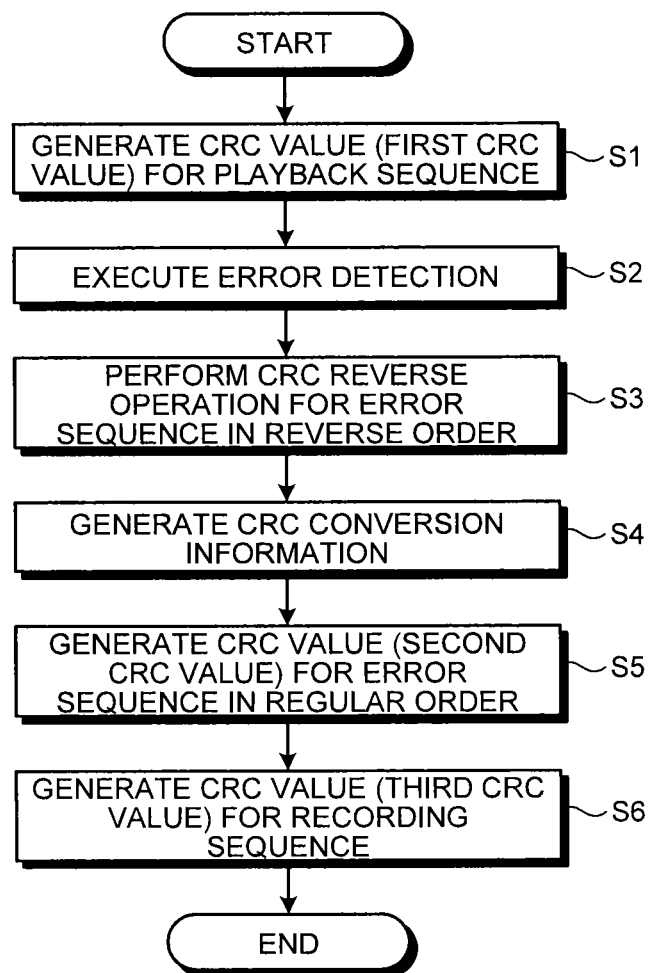 START
GENERATE CRC VALUE (FIRST CRC
VALUE) FOR PLAYBACK SEQUENCE
S1
EXECUTE ERROR DETECTION
S2
PERFORM CRC REVERSE
OPERATION FOR ERROR
SEQUENCE IN REVERSE ORDER
S3
GENERATE CRC CONVERSION
INFORMATION
S4
GENERATE CRC VALUE (SECOND
CRC VALUE) FOR ERROR
SEQUENCE IN REGULAR ORDER
S5
GENERATE CRC VALUE (THIRD CRC
VALUE) FOR RECORDING
SEQUENCE
S6
END